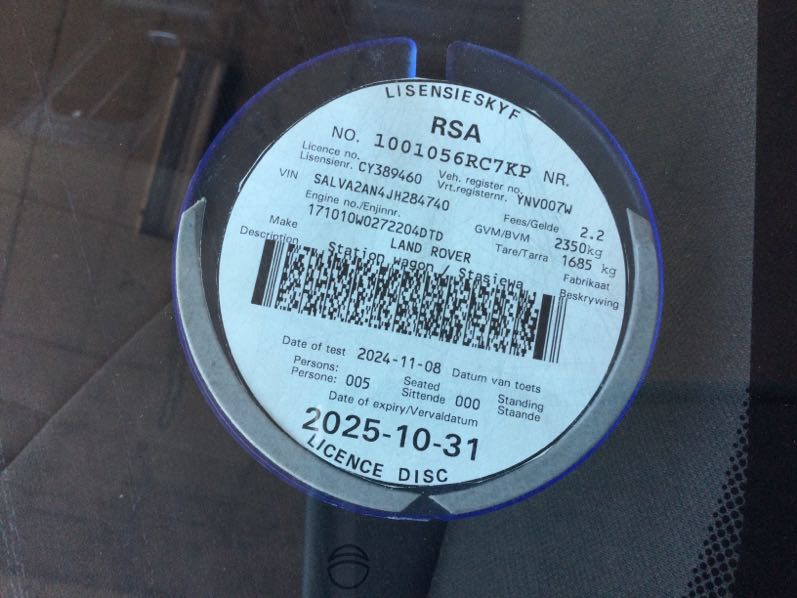 LISENSIESKYF
RSA
NO. 1001056RC7KP NR.
Licence no. Lisensienr. CY389460 Veh. register no. Vrt.registernr. YNV007W
VIN SALVA2AN4JH284740 Fees/Gelde 2.2
Engine no./Enjinnr. 171010W0272204DTD GVM/BVM 2350kg
Make LAND ROVER Tare/Tarra 1685 kg Fabrikaat
Description Station wagon / Stasiewa Beskrywing
Date of test 2024-11-08 Datum van toets
Persons: Persone: 005 Seated Sittende 000 Standing Staande
Date of expiry/Vervaldatum
2025-10-31
LICENCE DISC